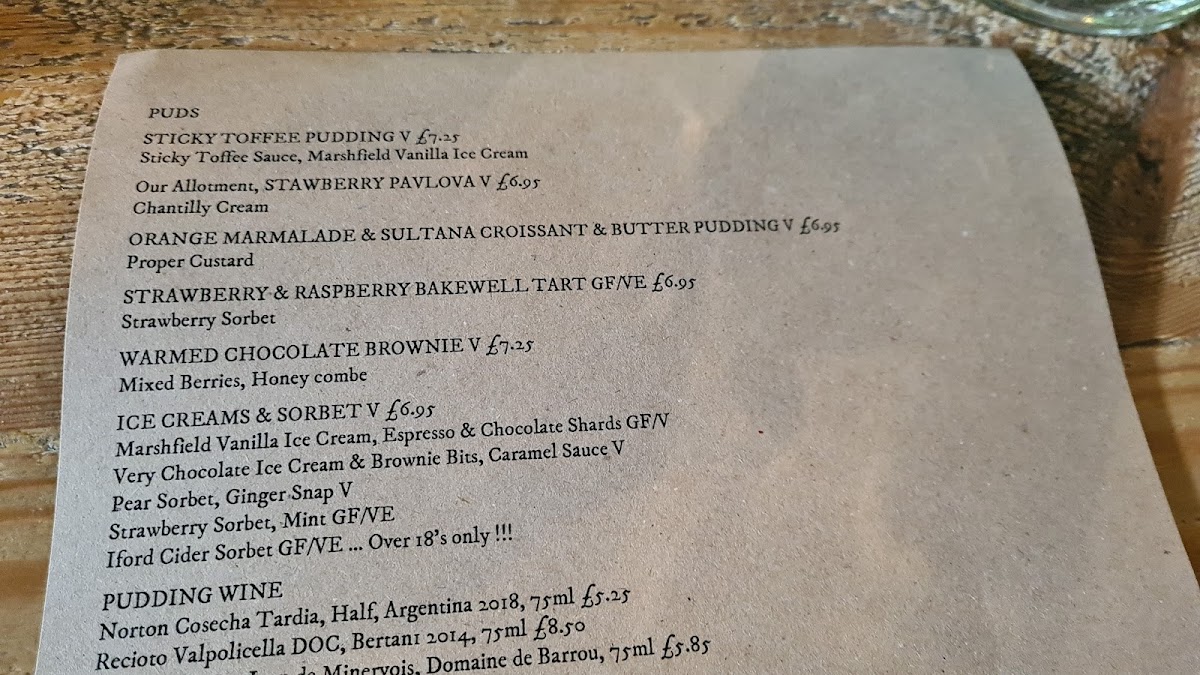 PUDS
STICKY TOFFEE PUDDING V £7.25
Sticky Toffee Sauce, Marshfield Vanilla Ice Cream
Our Allotment, STAWBERRY PAVLOVA V £6.95
Chantilly Cream
ORANGE MARMALADE & SULTANA CROISSANT & BUTTER PUDDING V £6.95
Proper Custard
STRAWBERRY & RASPBERRY BAKEWELL TART GF/VE £6.95
Strawberry Sorbet
WARMED CHOCOLATE BROWNIE V £7.25
Mixed Berries, Honey combe
ICE CREAMS & SORBET V £6.95
Marshfield Vanilla Ice Cream, Espresso & Chocolate Shards GF/V
Very Chocolate Ice Cream & Brownie Bits, Caramel Sauce V
Pear Sorbet, Ginger Snap V
Strawberry Sorbet, Mint GF/VE
Iford Cider Sorbet GF/VE ... Over 18's only !!!
PUDDING WINE
Norton Cosecha Tardia, Half, Argentina 2018, 75ml £5.25
Recioto Valpolicella DOC, Bertani 2014, 75ml £8.50
de Minervois, Domaine de Barrou, 75ml £5.85